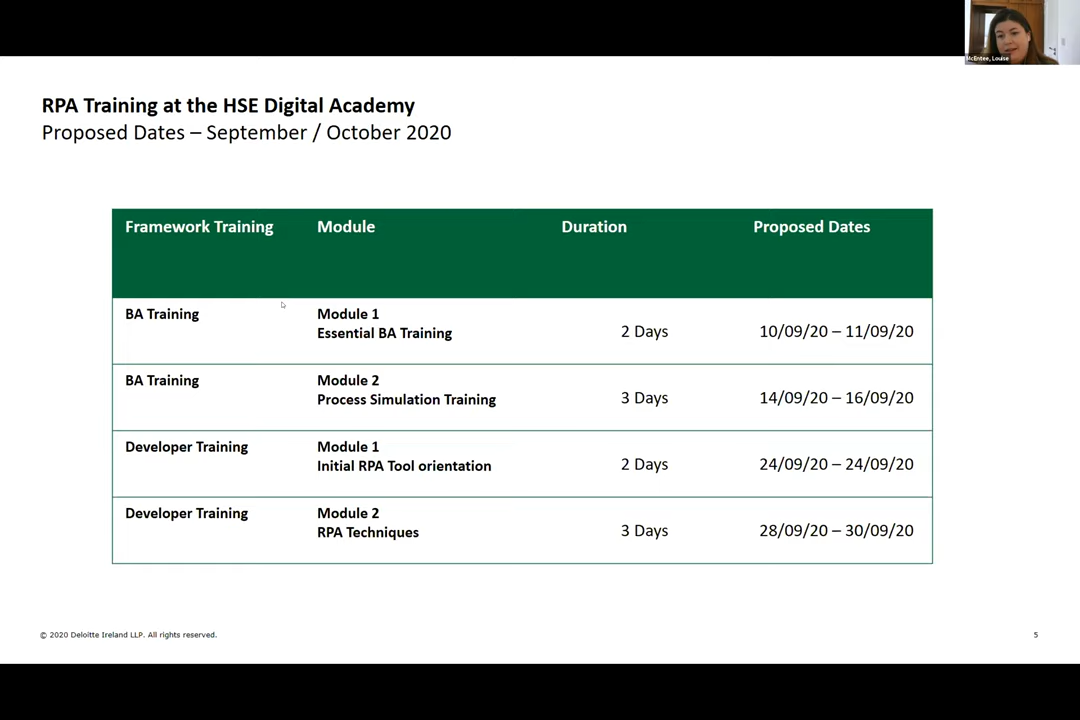 McEntee, Louise
RPA Training at the HSE Digital Academy
Proposed Dates – September / October 2020
Framework Training Module Duration Proposed Dates
BA Training Module 1
Essential BA Training 2 Days 10/09/20 – 11/09/20
BA Training Module 2
Process Simulation Training 3 Days 14/09/20 – 16/09/20
Developer Training Module 1
Initial RPA Tool orientation 2 Days 24/09/20 – 24/09/20
Developer Training Module 2
RPA Techniques 3 Days 28/09/20 – 30/09/20
© 2020 Deloitte Ireland LLP. All rights reserved. 5